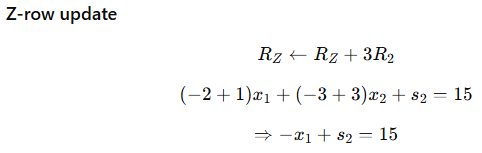 Z-row update
R_Z ← R_Z + 3R_2
(−2 + 1)x_1 + (−3 + 3)x_2 + s_2 = 15
⇒ −x_1 + s_2 = 15